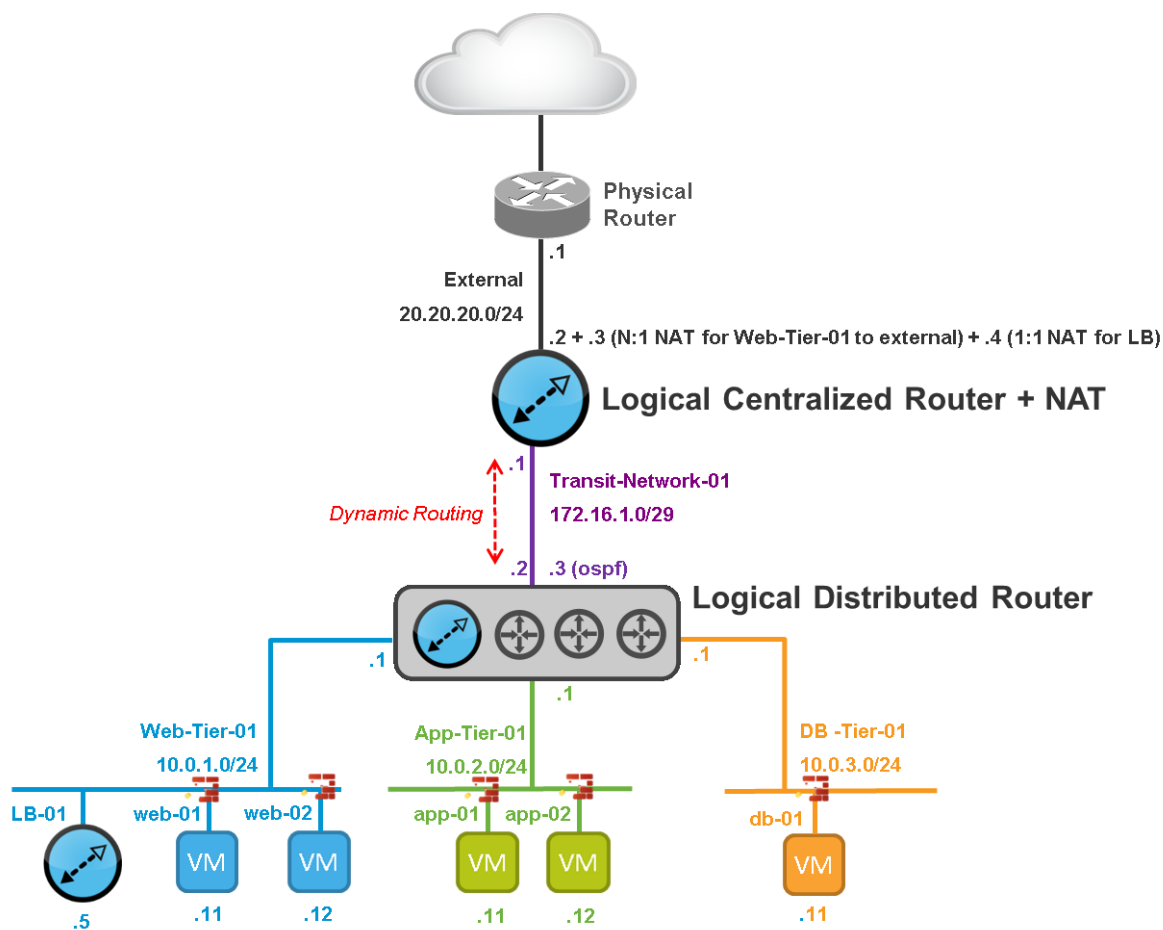 Physical
Router
.1
External
20.20.20.0/24
.2 + .3 (N:1 NAT for Web-Tier-01 to external) + .4 (1:1 NAT for LB)
Logical Centralized Router + NAT
.1
Transit-Network-01
Dynamic Routing
172.16.1.0/29
.2
.3 (ospf)
Logical Distributed Router
.1
.1
.1
Web-Tier-01
10.0.1.0/24
App-Tier-01
10.0.2.0/24
DB -Tier-01
10.0.3.0/24
LB-01
web-01
web-02
app-01
app-02
db-01
VM
VM
VM
VM
VM
.5
.11
.12
.11
.12
.11